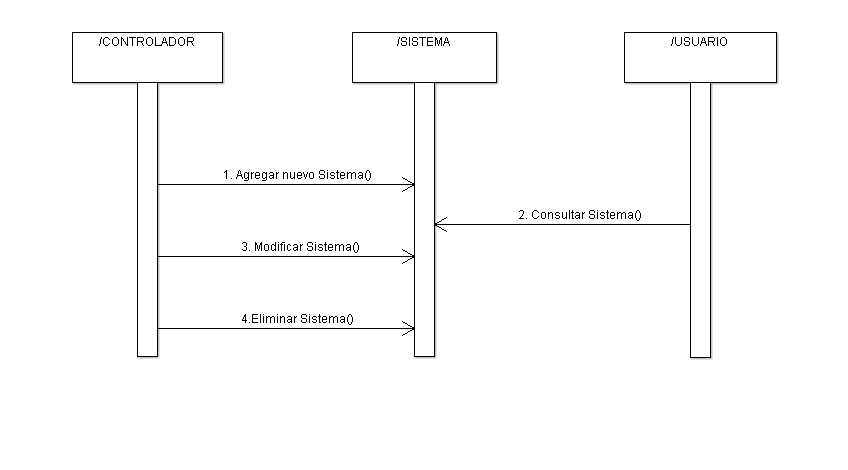 /CONTROLADOR
/SISTEMA
/USUARIO
1. Agregar nuevo Sistema()
2. Consultar Sistema()
3. Modificar Sistema()
4.Eliminar Sistema()